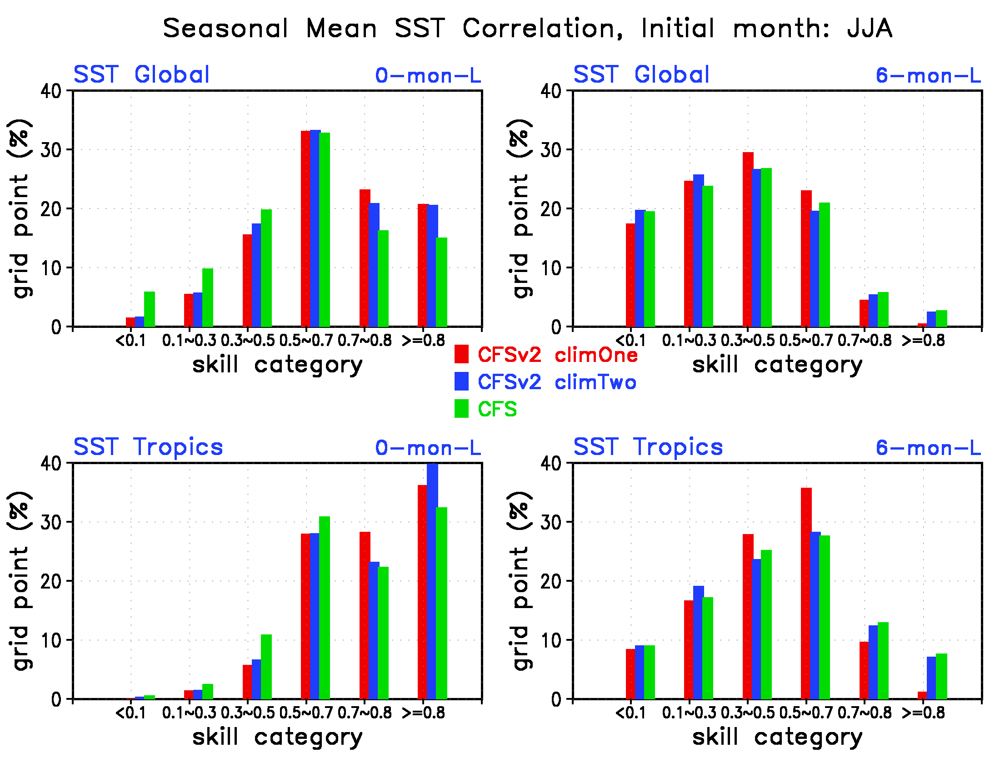 Seasonal Mean SST Correlation, Initial month: JJA
SST Global 0-mon-L
grid point (%)
40
30
20
10
0
<0.1 0.1~0.3 0.3~0.5 0.5~0.7 0.7~0.8 >=0.8
skill category
SST Global 6-mon-L
grid point (%)
40
30
20
10
0
<0.1 0.1~0.3 0.3~0.5 0.5~0.7 0.7~0.8 >=0.8
skill category
CFSv2 climOne
CFSv2 climTwo
CFS
SST Tropics 0-mon-L
grid point (%)
40
30
20
10
0
<0.1 0.1~0.3 0.3~0.5 0.5~0.7 0.7~0.8 >=0.8
skill category
SST Tropics 6-mon-L
grid point (%)
40
30
20
10
0
<0.1 0.1~0.3 0.3~0.5 0.5~0.7 0.7~0.8 >=0.8
skill category